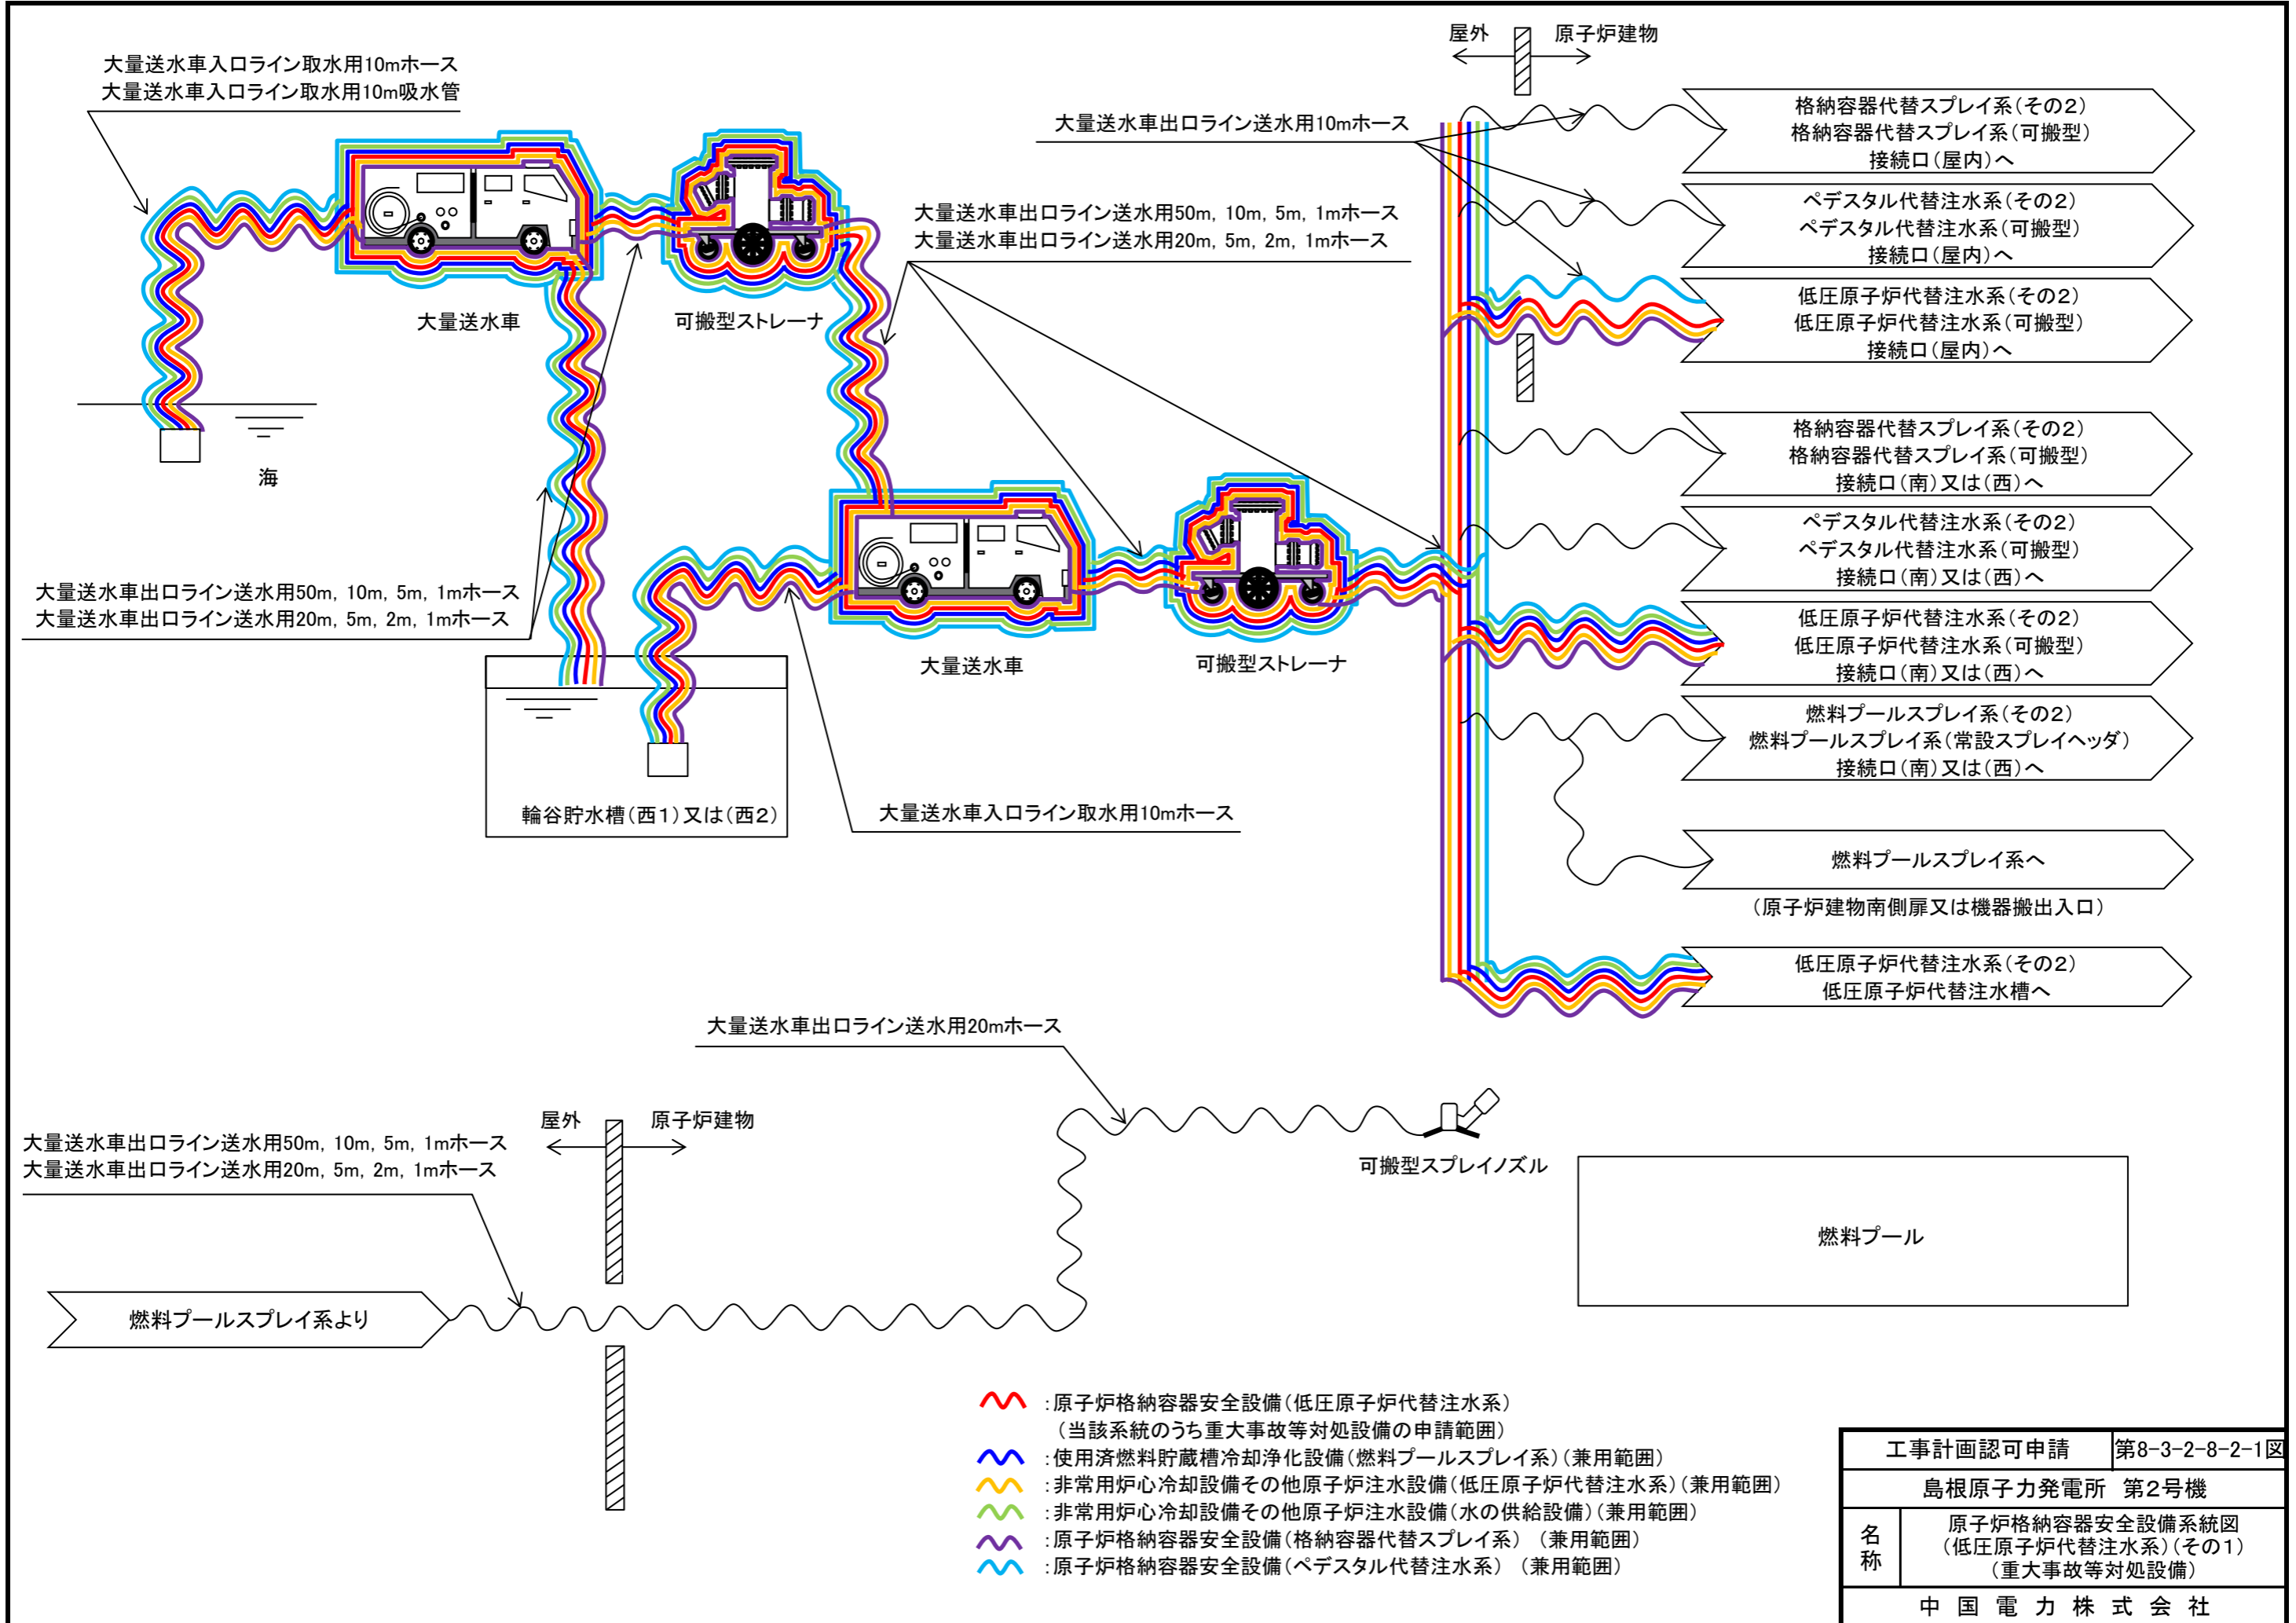 大量送水車入口ライン取水用10mホース
大量送水車入口ライン取水用10m吸水管
屋外
原子炉建物
大量送水車出口ライン送水用10mホース
格納容器代替スプレイ系(その2)
格納容器代替スプレイ系(可搬型)
接続口(屋内)へ
大量送水車出口ライン送水用50m, 10m, 5m, 1mホース
大量送水車出口ライン送水用20m, 5m, 2m, 1mホース
ペデスタル代替注水系(その2)
ペデスタル代替注水系(可搬型)
接続口(屋内)へ
大量送水車
可搬型ストレーナ
低圧原子炉代替注水系(その2)
低圧原子炉代替注水系(可搬型)
接続口(屋内)へ
海
格納容器代替スプレイ系(その2)
格納容器代替スプレイ系(可搬型)
接続口(南)又は(西)へ
ペデスタル代替注水系(その2)
ペデスタル代替注水系(可搬型)
接続口(南)又は(西)へ
大量送水車出口ライン送水用50m, 10m, 5m, 1mホース
大量送水車出口ライン送水用20m, 5m, 2m, 1mホース
大量送水車
可搬型ストレーナ
低圧原子炉代替注水系(その2)
低圧原子炉代替注水系(可搬型)
接続口(南)又は(西)へ
燃料プールスプレイ系(その2)
燃料プールスプレイ系(常設スプレイヘッダ)
接続口(南)又は(西)へ
輪谷貯水槽(西1)又は(西2)
大量送水車入口ライン取水用10mホース
燃料プールスプレイ系へ
(原子炉建物南側扉又は機器搬出入口)
低圧原子炉代替注水系(その2)
低圧原子炉代替注水槽へ
大量送水車出口ライン送水用20mホース
屋外
原子炉建物
大量送水車出口ライン送水用50m, 10m, 5m, 1mホース
大量送水車出口ライン送水用20m, 5m, 2m, 1mホース
可搬型スプレイノズル
燃料プール
燃料プールスプレイ系より
:原子炉格納容器安全設備(低圧原子炉代替注水系)
(当該系統のうち重大事故等対処設備の申請範囲)
:使用済燃料貯蔵槽冷却浄化設備(燃料プールスプレイ系)(兼用範囲)
:非常用炉心冷却設備その他原子炉注水設備(低圧原子炉代替注水系)(兼用範囲)
:非常用炉心冷却設備その他原子炉注水設備(水の供給設備)(兼用範囲)
:原子炉格納容器安全設備(格納容器代替スプレイ系) (兼用範囲)
:原子炉格納容器安全設備(ペデスタル代替注水系) (兼用範囲)
工事計画認可申請 第8-3-2-8-2-1図
島根原子力発電所 第2号機
名称
原子炉格納容器安全設備系統図
(低圧原子炉代替注水系)(その1)
(重大事故等対処設備)
中国電力株式会社